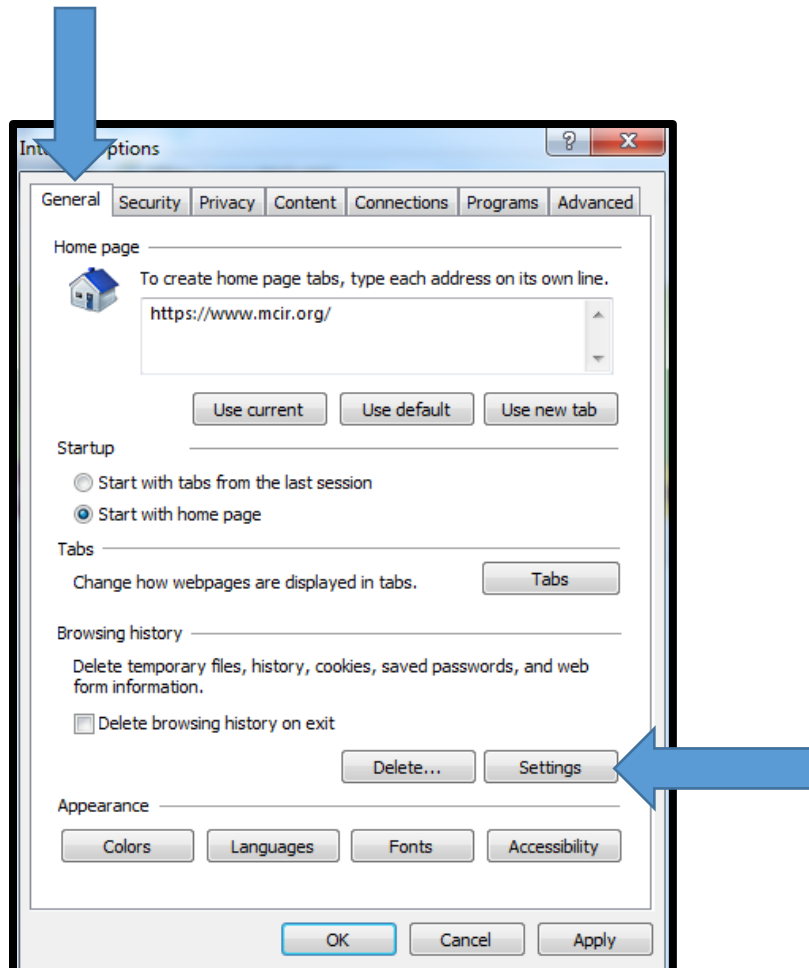 ptions
General Security Privacy Content Connections Programs Advanced
Home page
To create home page tabs, type each address on its own line.
https://www.mcir.org/
Use current Use default Use new tab
Startup
Start with tabs from the last session
Start with home page
Tabs
Change how webpages are displayed in tabs. Tabs
Browsing history
Delete temporary files, history, cookies, saved passwords, and web
form information.
Delete browsing history on exit
Delete... Settings
Appearance
Colors Languages Fonts Accessibility
OK Cancel Apply